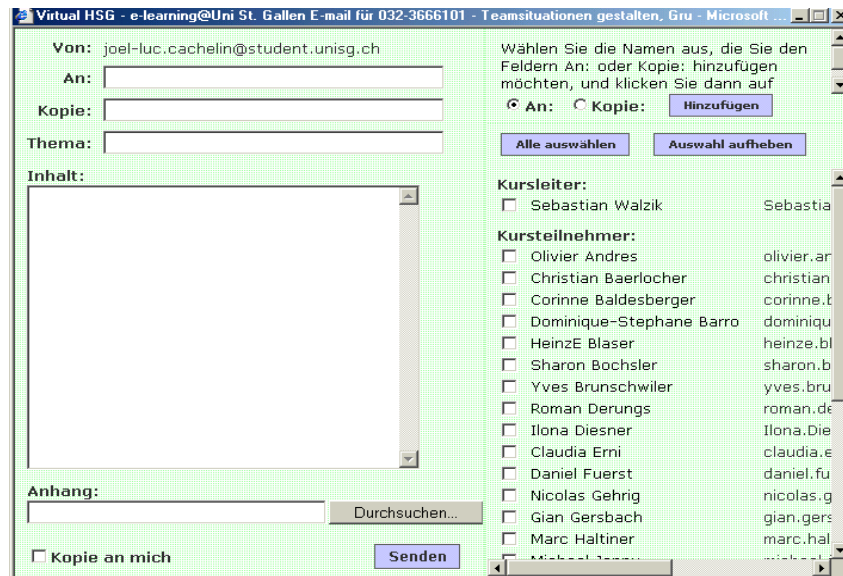 Virtual HSG - e-learning@Uni St. Gallen E-mail für 032-3666101 - Teamsituationen gestalten, Gru - Microsoft ...
Von: joel-luc.cachelin@student.unisg.ch
An:
Kopie:
Thema:
Inhalt:
Anhang:
Durchsuchen...
Kopie an mich
Senden
Wählen Sie die Namen aus, die Sie den
Feldern An: oder Kopie: hinzufügen
möchten, und klicken Sie dann auf
An: Kopie: Hinzufügen
Alle auswählen Auswahl aufheben
Kursleiter:
Sebastian Walzik Sebastia
Kursteilnehmer:
Olivier Andres olivier.ar
Christian Baerlocher christian
Corinne Baldesberger corinne.b
Dominique-Stephane Barro dominiqu
HeinzE Blaser heinze.bl
Sharon Bochsler sharon.b
Yves Brunschwiler yves.bru
Roman Derungs roman.de
Ilona Diesner Ilona.Die
Claudia Erni claudia.e
Daniel Fuerst daniel.fu
Nicolas Gehrig nicolas.g
Gian Gersbach gian.gers
Marc Haltiner marc.hal